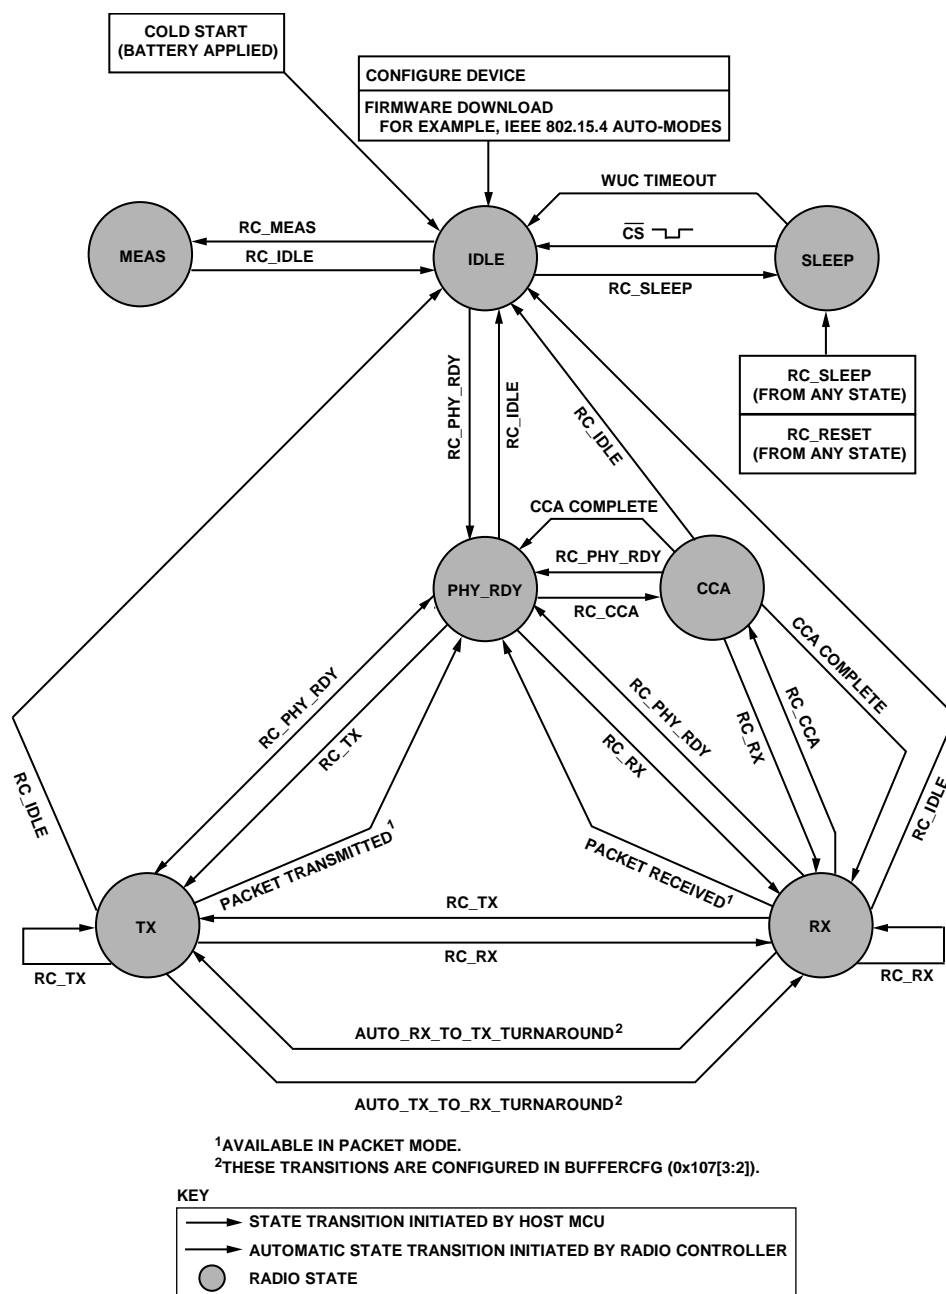 COLD START
(BATTERY APPLIED)
CONFIGURE DEVICE
FIRMWARE DOWNLOAD
FOR EXAMPLE, IEEE 802.15.4 AUTO-MODES
WUC TIMEOUT
RC_MEAS
CS
MEAS
IDLE
SLEEP
RC_IDLE
RC_SLEEP
RC_SLEEP
(FROM ANY STATE)
RC_RESET
(FROM ANY STATE)
RC_PHY_RDY
RC_IDLE
RC_IDLE
CCA COMPLETE
RC_PHY_RDY
PHY_RDY
CCA
RC_CCA
CCA COMPLETE
RC_PHY_RDY
RC_TX
RC_RX
RC_PHY_RDY
RC_RX
RC_CCA
RC_IDLE
RC_IDLE
PACKET TRANSMITTED1
PACKET RECEIVED1
RC_TX
TX
RX
RC_RX
RC_TX
RC_RX
AUTO_RX_TO_TX_TURNAROUND2
AUTO_TX_TO_RX_TURNAROUND2
1AVAILABLE IN PACKET MODE.
2THESE TRANSITIONS ARE CONFIGURED IN BUFFERCFG (0x107[3:2]).
KEY
STATE TRANSITION INITIATED BY HOST MCU
AUTOMATIC STATE TRANSITION INITIATED BY RADIO CONTROLLER
RADIO STATE